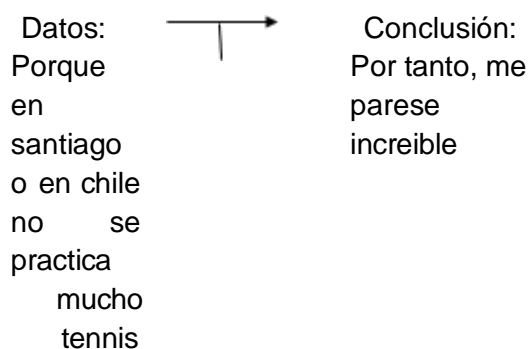 Datos:
Porque
en
santiago
o en chile
no se
practica
mucho
tennis
Conclusión:
Por tanto, me
parese
increible